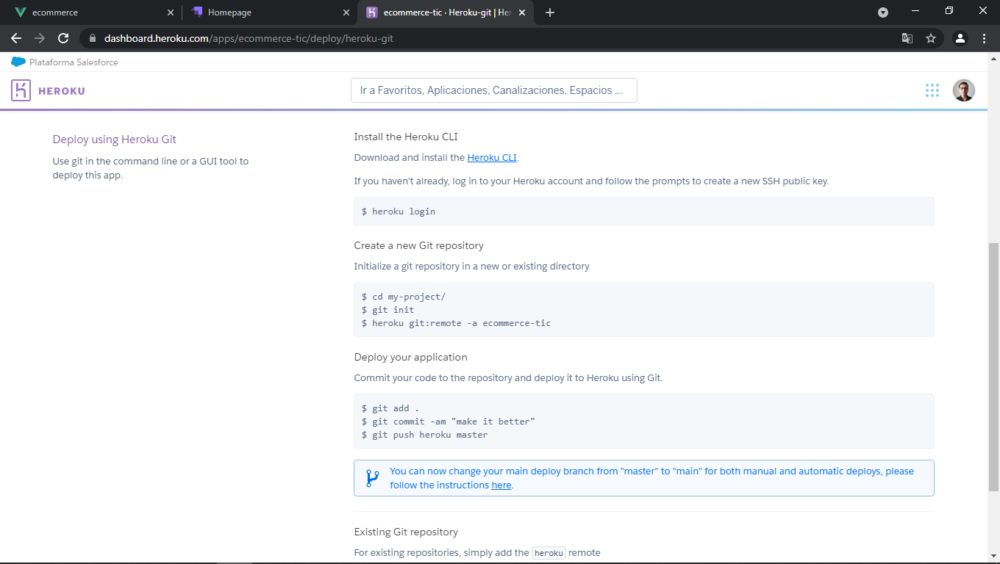 ecommerce
Homepage
ecommerce-tic · Heroku-git | Her
dashboard.heroku.com/apps/ecommerce-tic/deploy/heroku-git
Plataforma Salesforce
HEROKU
Ir a Favoritos, Aplicaciones, Canalizaciones, Espacios ...
Deploy using Heroku Git
Use git in the command line or a GUI tool to
deploy this app.
Install the Heroku CLI
Download and install the Heroku CLI.
If you haven't already, log in to your Heroku account and follow the prompts to create a new SSH public key.
$ heroku login
Create a new Git repository
Initialize a git repository in a new or existing directory
$ cd my-project/
$ git init
$ heroku git:remote -a ecommerce-tic
Deploy your application
Commit your code to the repository and deploy it to Heroku using Git.
$ git add .
$ git commit -am "make it better"
$ git push heroku master
You can now change your main deploy branch from "master" to "main" for both manual and automatic deploys, please
follow the instructions here.
Existing Git repository
For existing repositories, simply add the heroku remote